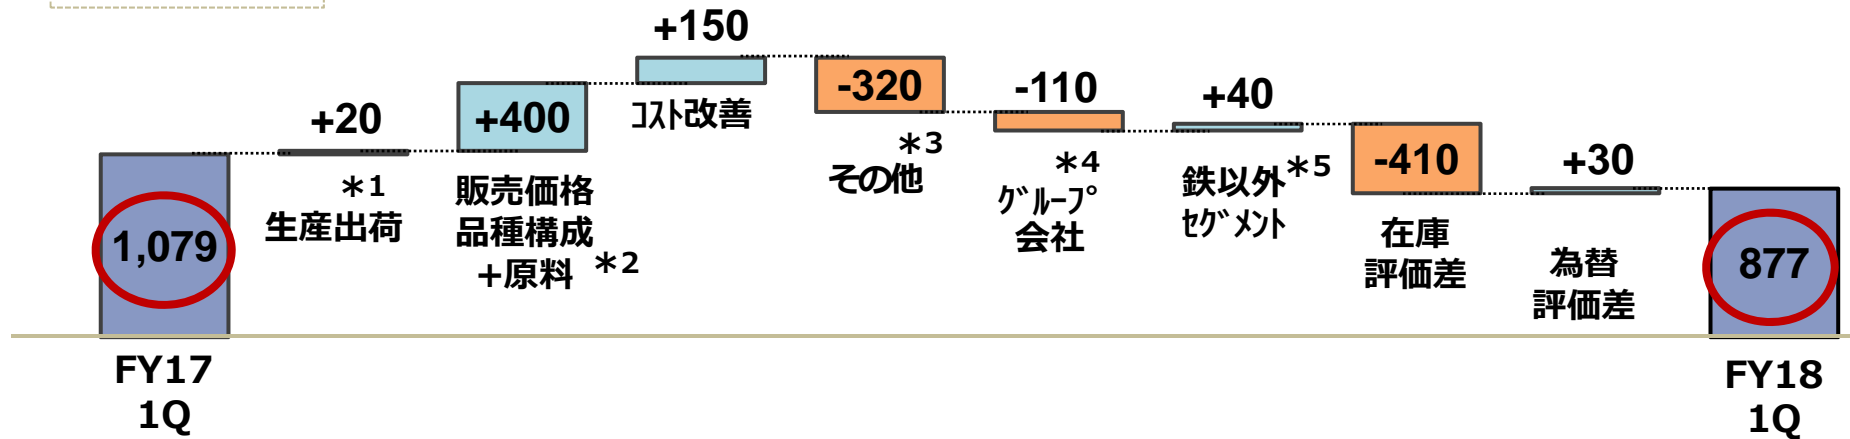 1,079
FY17
1Q
+20
*1
生産出荷
+400
販売価格
品種構成
+原料 *2
+150
ｺｽﾄ改善
-320
*3
その他
-110
*4
ｸﾞﾙｰﾌﾟ
会社
+40
鉄以外*5
ｾｸﾞﾒﾝﾄ
-410
在庫
評価差
+30
為替
評価差
877
FY18
1Q